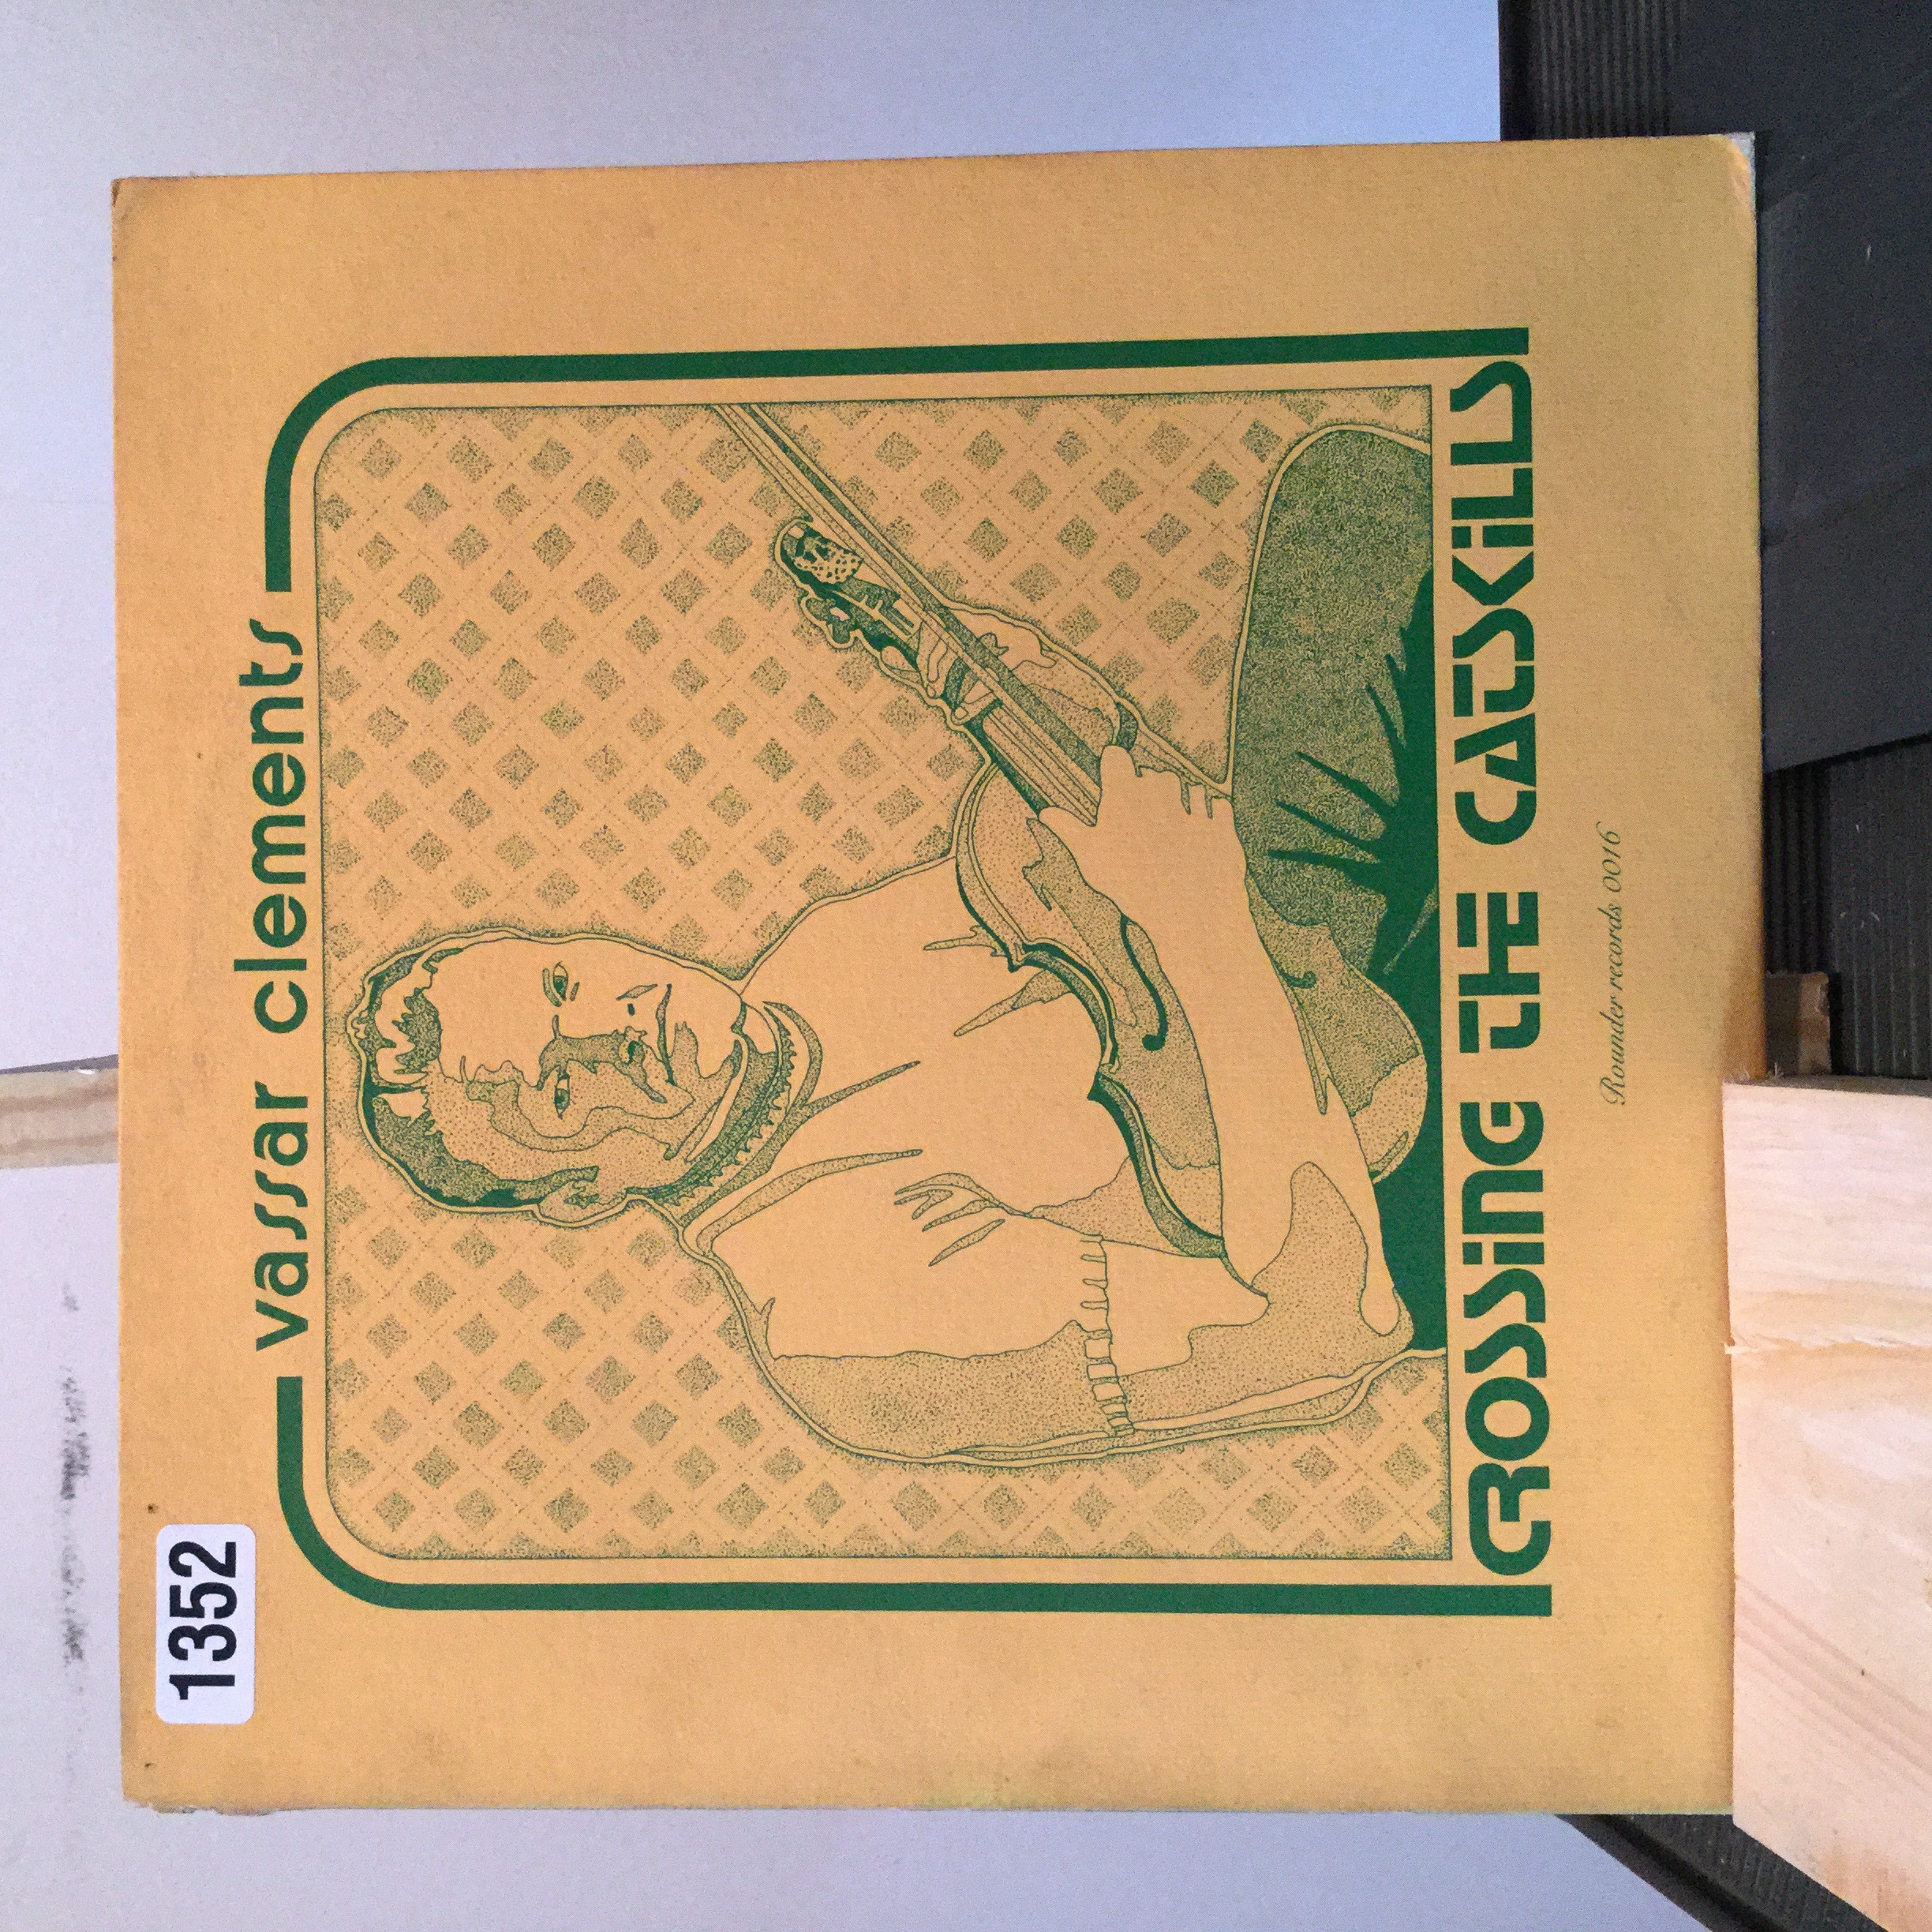 1352
vassar clements
CROSSiNG THE CATSKiLLS
Rounder records 0016